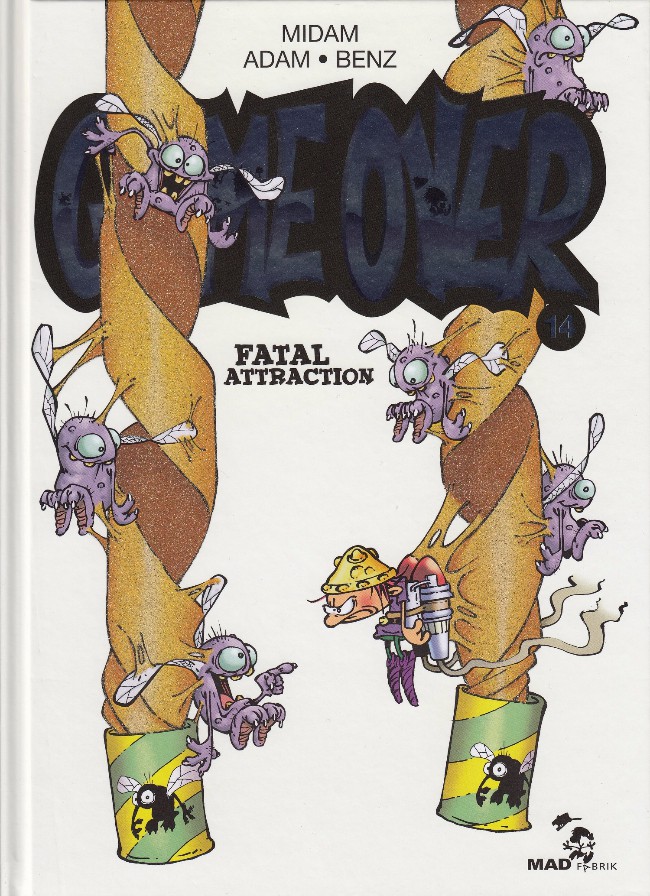 MIDAM
ADAM • BENZ
GAME OVER
14
FATAL
ATTRACTION
MAD FABRIK